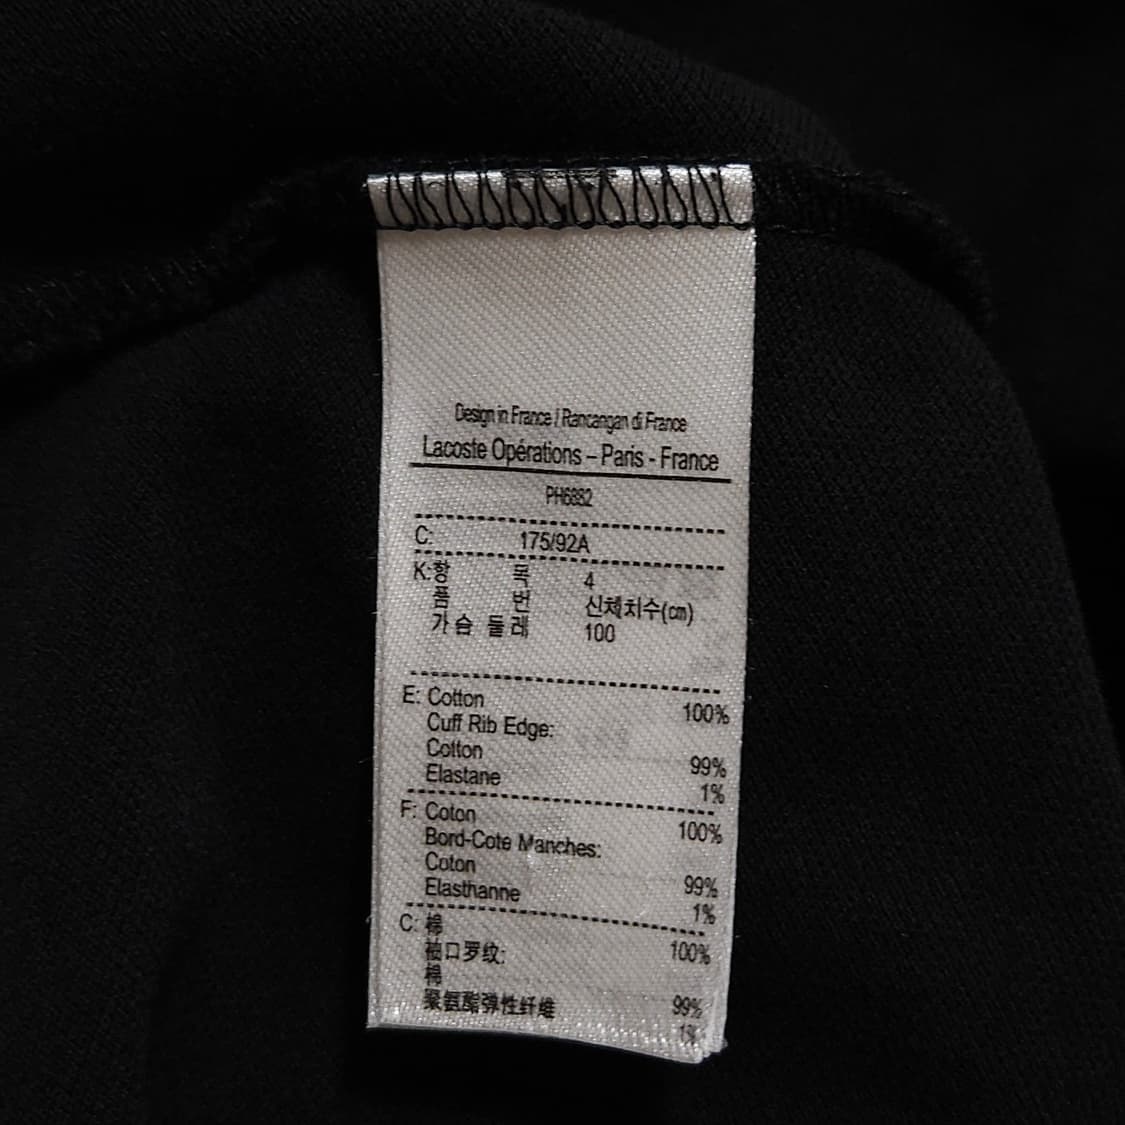 Design in France / Rancangan di France
Lacoste Opérations – Paris - France
PH6882
C: 175/92A
K: 항 목 4
품 번 신체치수(cm)
가 슴 둘 레 100
E: Cotton 100%
Cuff Rib Edge:
Cotton 99%
Elastane 1%
F: Coton 100%
Bord-Cote Manches:
Coton 99%
Elasthanne 1%
C: 棉 100%
袖口罗纹:
棉 99%
聚氨酯弹性纤维 1%